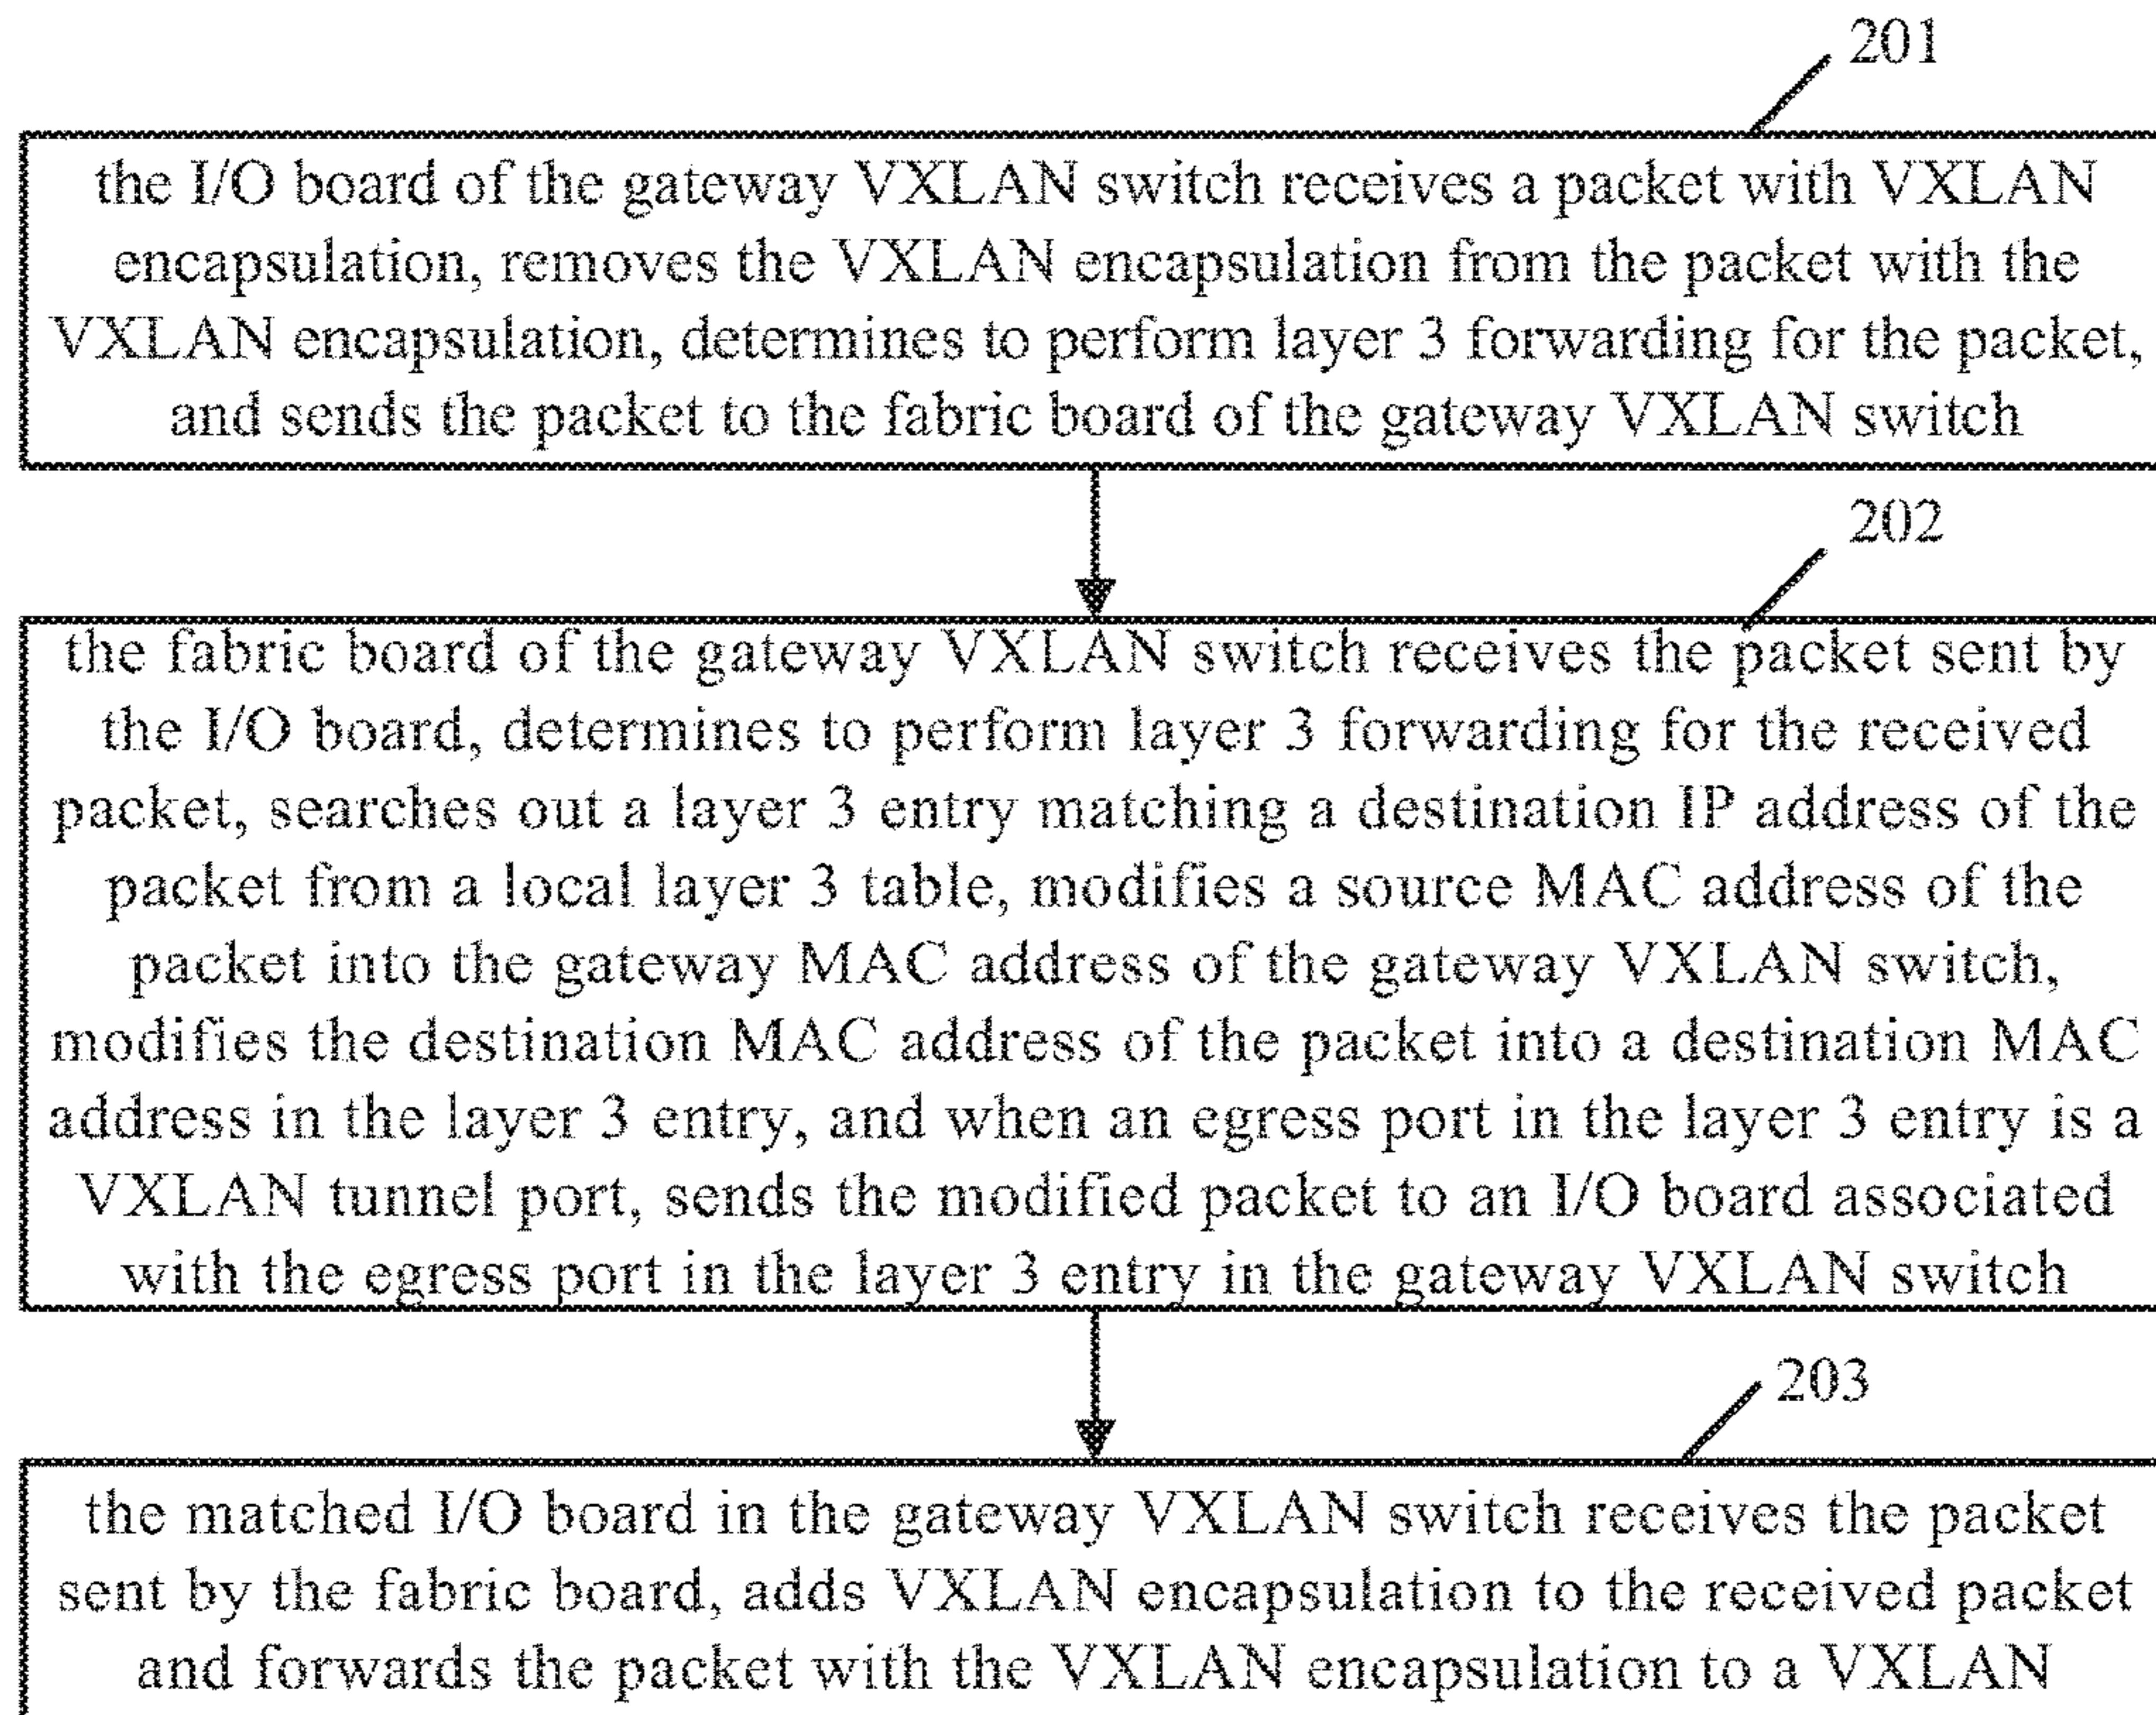 201
the I/O board of the gateway VXLAN switch receives a packet with VXLAN
encapsulation, removes the VXLAN encapsulation from the packet with the
VXLAN encapsulation, determines to perform layer 3 forwarding for the packet,
and sends the packet to the fabric board of the gateway VXLAN switch
202
the fabric board of the gateway VXLAN switch receives the packet sent by
the I/O board, determines to perform layer 3 forwarding for the received
packet, searches out a layer 3 entry matching a destination IP address of the
packet from a local layer 3 table, modifies a source MAC address of the
packet into the gateway MAC address of the gateway VXLAN switch,
modifies the destination MAC address of the packet into a destination MAC
address in the layer 3 entry, and when an egress port in the layer 3 entry is a
VXLAN tunnel port, sends the modified packet to an I/O board associated
with the egress port in the layer 3 entry in the gateway VXLAN switch
203
the matched I/O board in the gateway VXLAN switch receives the packet
sent by the fabric board, adds VXLAN encapsulation to the received packet
and forwards the packet with the VXLAN encapsulation to a VXLAN